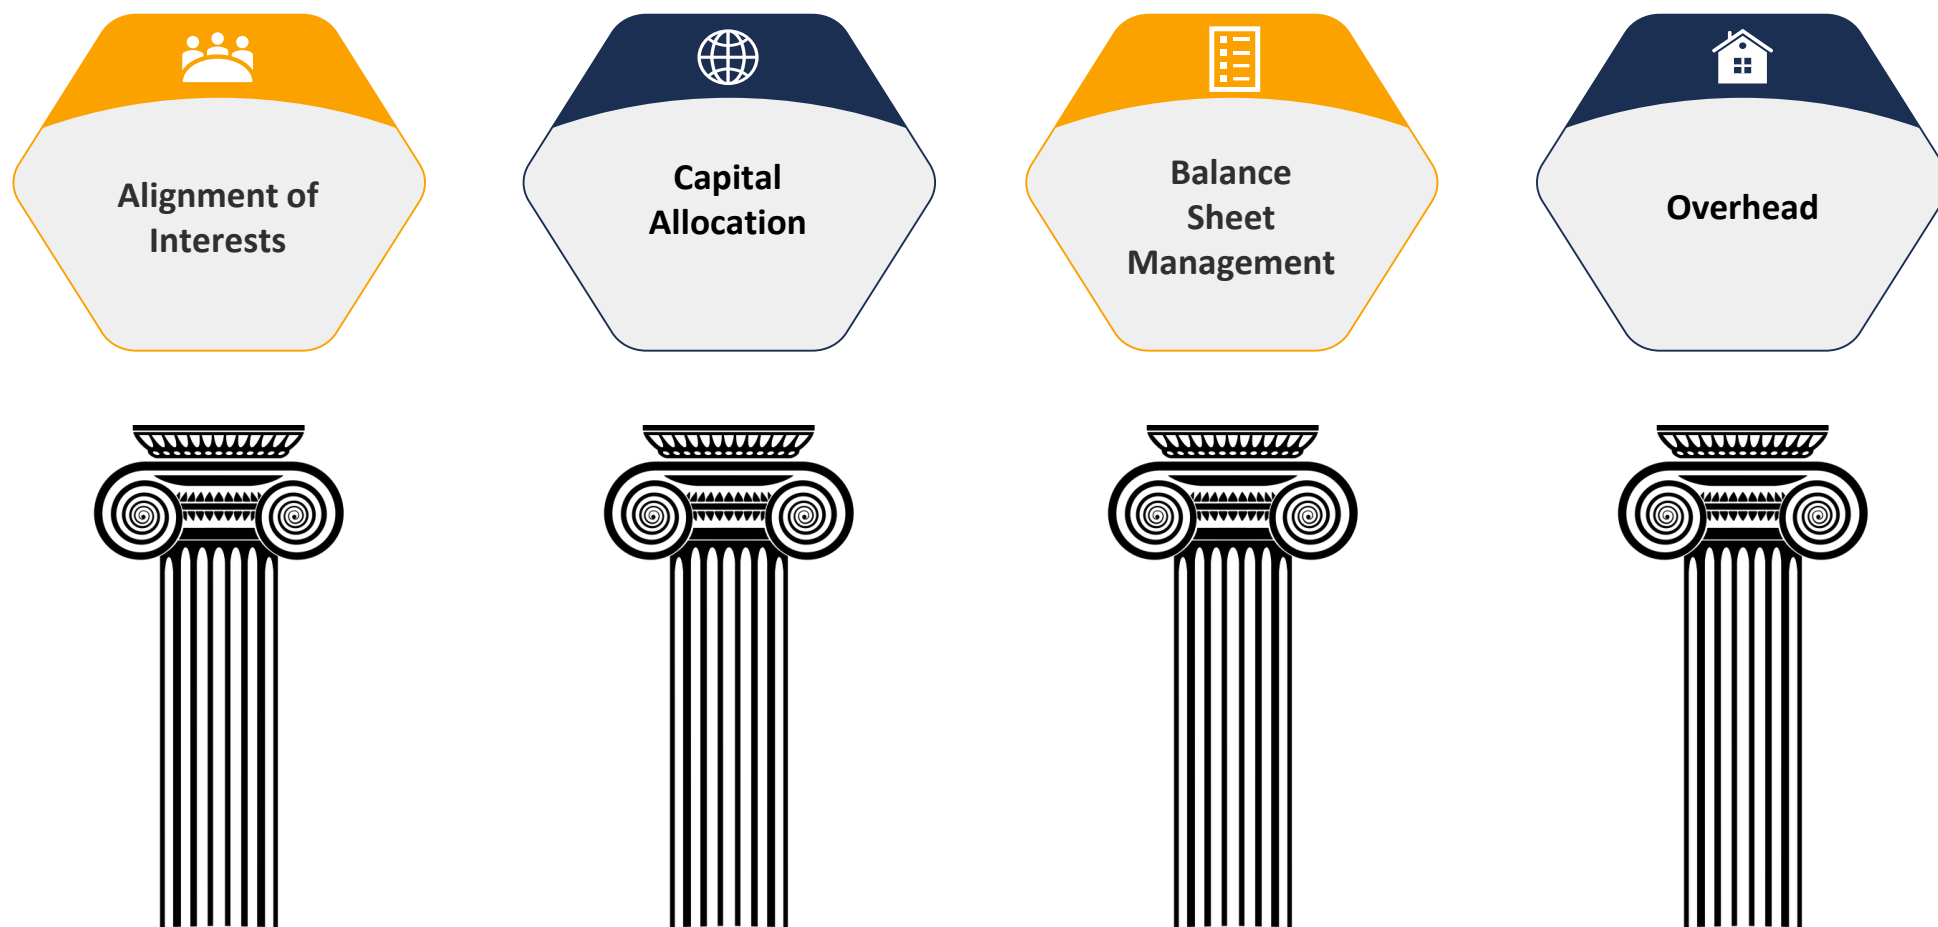 Alignment of
Interests
Capital
Allocation
Balance
Sheet
Management
Overhead